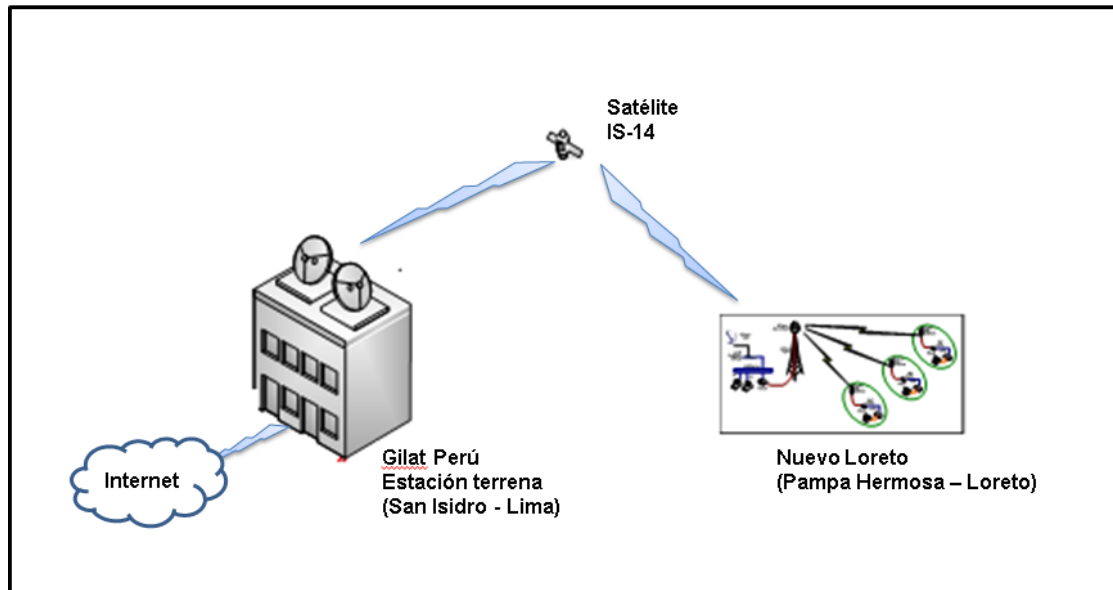 Satélite
IS-14
Internet
Gilat Perú
Estación terrena
(San Isidro - Lima)
Nuevo Loreto
(Pampa Hermosa – Loreto)